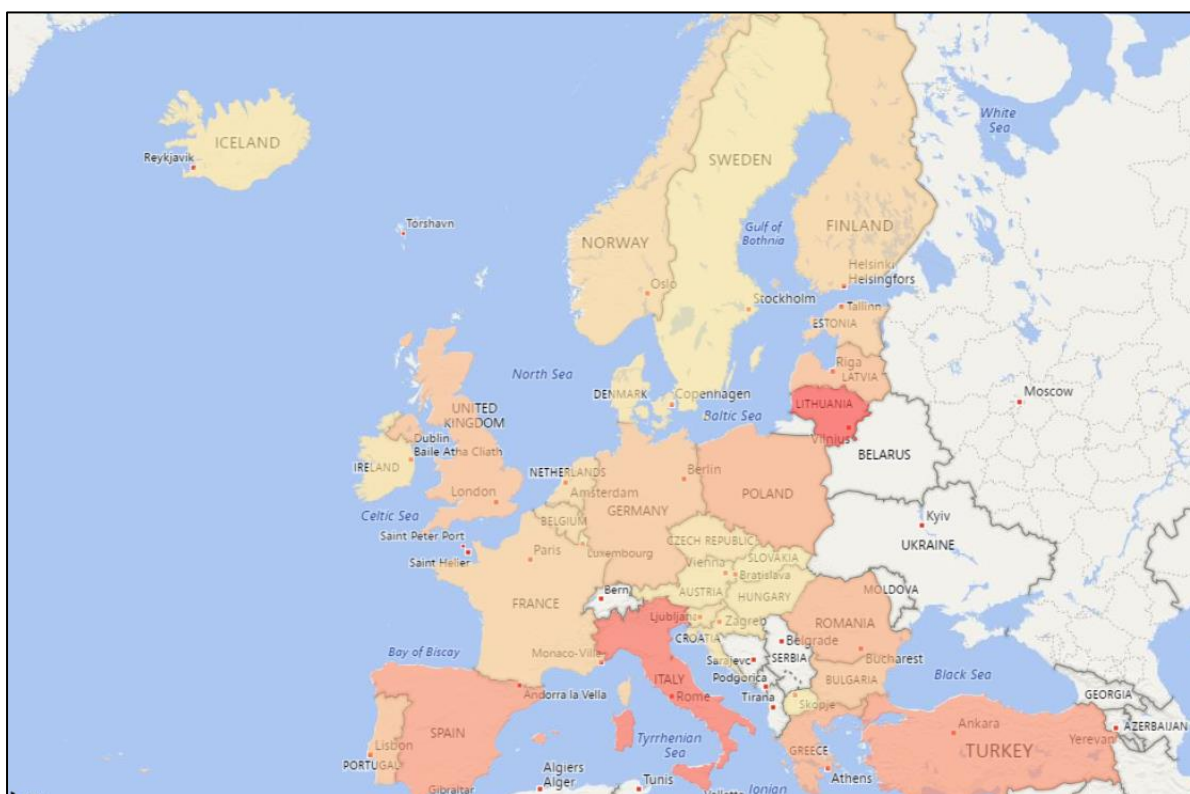 White
Sea
ICELAND
Reykjavik
SWEDEN
Tórshavn
Gulf of
Bothnia
FINLAND
NORWAY
Helsinki
Helsingfors
Oslo
Stockholm
Tallinn
ESTONIA
Riga
LATVIA
North Sea
DENMARK
Copenhagen
Moscow
LITHUANIA
Baltic Sea
UNITED
KINGDOM
Vilnius
Dublin
Baile Átha Cliath
BELARUS
IRELAND
NETHERLANDS
Berlin
Amsterdam
London
POLAND
GERMANY
Celtic Sea
BELGIUM
Kyiv
Saint Peter Port
CZECH REPUBLIC
UKRAINE
Paris
Luxembourg
SLOVAKIA
Saint Helier
Vienna
Bratislava
MOLDOVA
Bern
AUSTRIA
HUNGARY
FRANCE
Ljubljana
Zagreb
ROMANIA
CROATIA
Belgrade
Bay of Biscay
Monaco-Ville
Sarajevo
SERBIA
Bucharest
Podgorica
Black Sea
ITALY
BULGARIA
Andorra la Vella
Rome
Tirana
Skopje
GEORGIA
Ankara
AZERBAIJAN
SPAIN
Lisbon
Tyrrhenian
Sea
TURKEY
Yerevan
GREECE
PORTUGAL
Algiers
Alger
Tunis
Athens
Gibraltar
Ionian